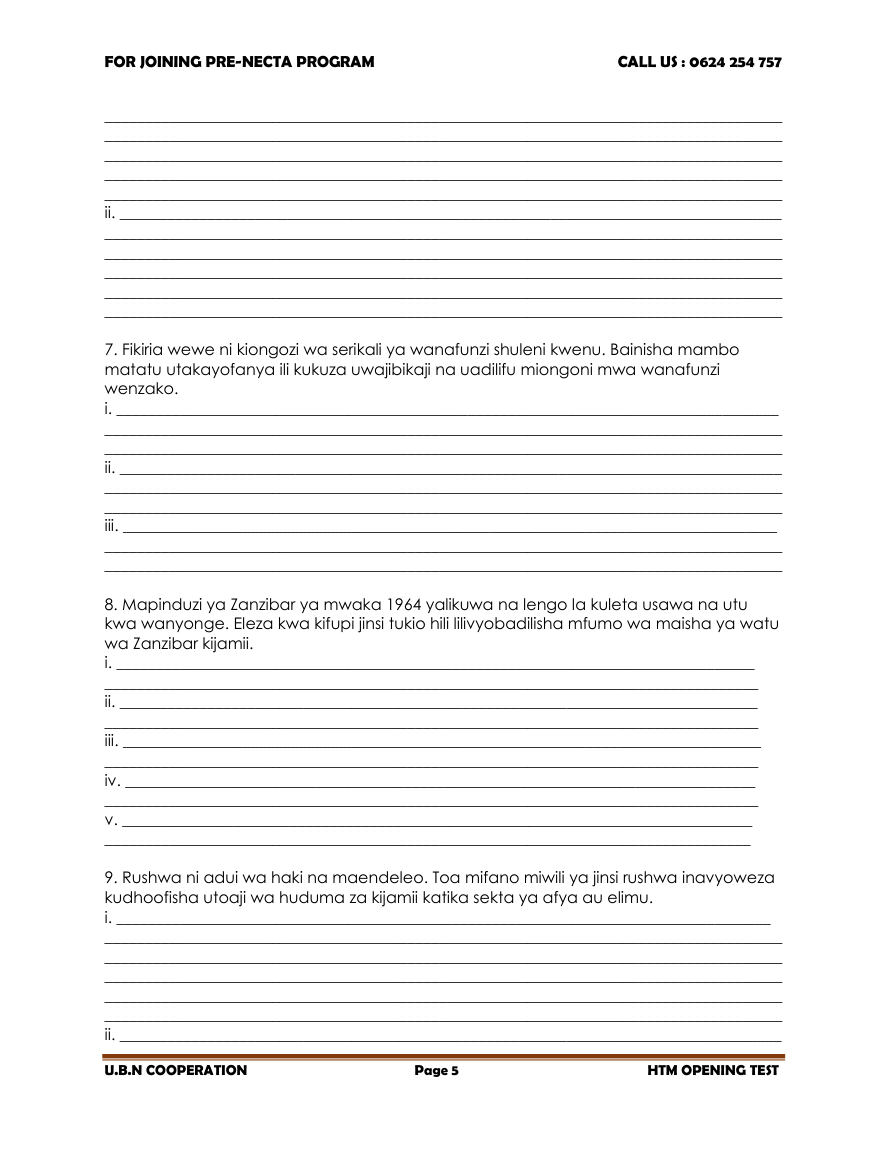 FOR JOINING PRE-NECTA PROGRAM CALL US : 0624 254 757
ii.
7. Fikiria wewe ni kiongozi wa serikali ya wanafunzi shuleni kwenu. Bainisha mambo
matatu utakayofanya ili kukuza uwajibikaji na uadilifu miongoni mwa wanafunzi
wenzako.
i.
ii.
iii.
8. Mapinduzi ya Zanzibar ya mwaka 1964 yalikuwa na lengo la kuleta usawa na utu
kwa wanyonge. Eleza kwa kifupi jinsi tukio hili lilivyobadilisha mfumo wa maisha ya watu
wa Zanzibar kijamii.
i.
ii.
iii.
iv.
v.
9. Rushwa ni adui wa haki na maendeleo. Toa mifano miwili ya jinsi rushwa inavyoweza
kudhoofisha utoaji wa huduma za kijamii katika sekta ya afya au elimu.
i.
ii.
U.B.N COOPERATION Page 5 HTM OPENING TEST